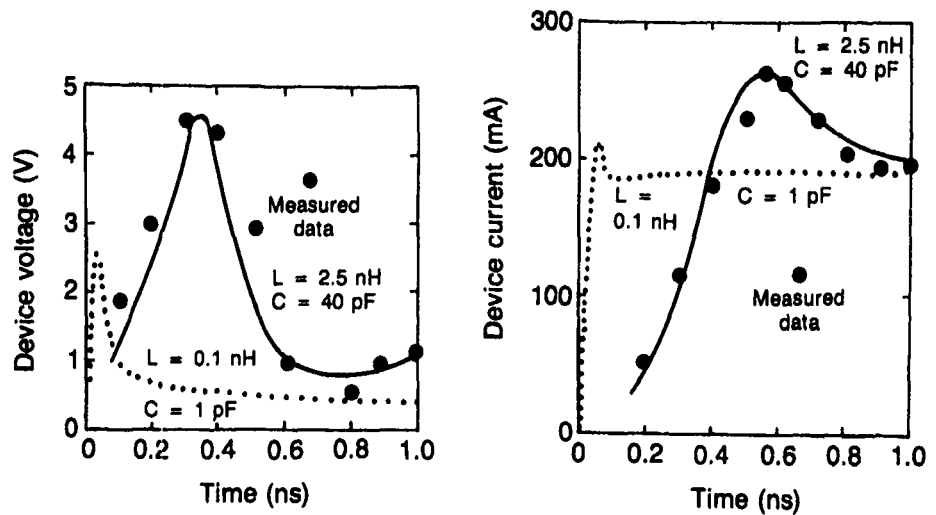 5
4
3
2
1
0
Device voltage (V)
Measured
data
L = 2.5 nH
C = 40 pF
L = 0.1 nH
C = 1 pF
0 0.2 0.4 0.6 0.8 1.0
Time (ns)
300
200
100
0
Device current (mA)
L = 2.5 nH
C = 40 pF
L =
0.1 nH
C = 1 pF
Measured
data
0 0.2 0.4 0.6 0.8 1.0
Time (ns)